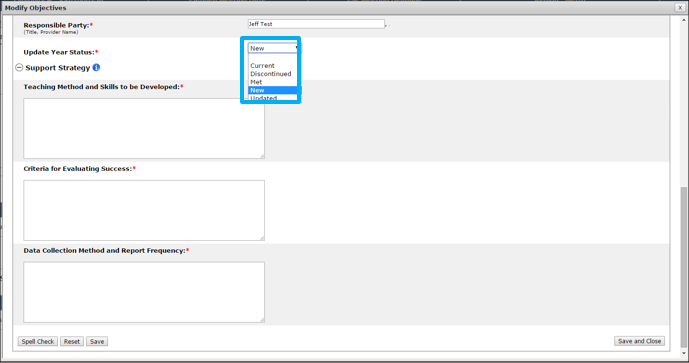 Modify Objectives
X
Responsible Party:*
Jeff Test
(Title, Provider Name)
Update Year Status:*
New
Current
Discontinued
Met
New
Updated
Support Strategy
Teaching Method and Skills to be Developed:*
Criteria for Evaluating Success:*
Data Collection Method and Report Frequency:*
Spell Check Reset Save Save and Close